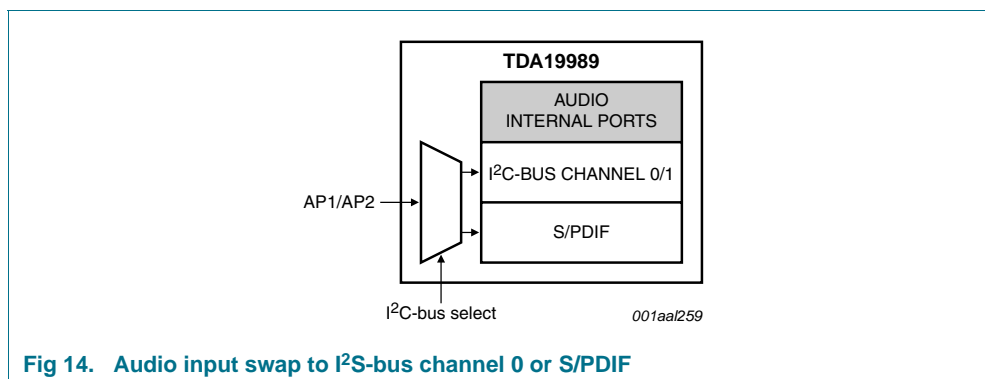 TDA19989
AUDIO
INTERNAL PORTS
I²C-BUS CHANNEL 0/1
AP1/AP2
S/PDIF
I²C-bus select
001aal259
Fig 14. Audio input swap to I²S-bus channel 0 or S/PDIF